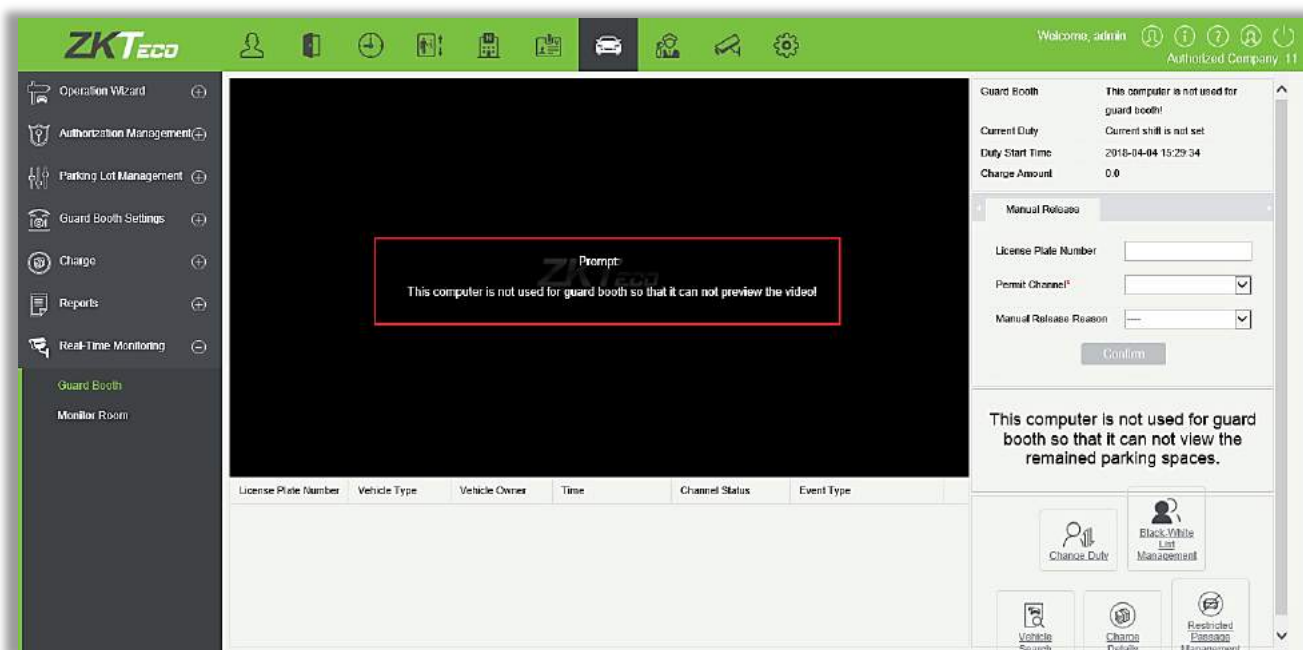 ZKTECO
Welcome, admin
Authorized Company 11
Operation Wizard
Authorization Management
Parking Lot Management
Guard Booth Settings
Charge
Reports
Real-Time Monitoring
Guard Booth
Monitor Room
ZKTECO
Prompt:
This computer is not used for guard booth so that it can not preview the video!
License Plate Number Vehicle Type Vehicle Owner Time Channel Status Event Type
Guard Booth This computer is not used for
guard booth!
Current Duty Current shift is not set
Duty Start Time 2018-04-04 15:29:34
Charge Amount 0.0
Manual Release
License Plate Number
Permit Channel*
Manual Release Reason ----
Confirm
This computer is not used for guard
booth so that it can not view the
remained parking spaces.
Change Duty
Black-White
List
Management
Vehicle
Search
Charge
Details
Restricted
Passage
Management